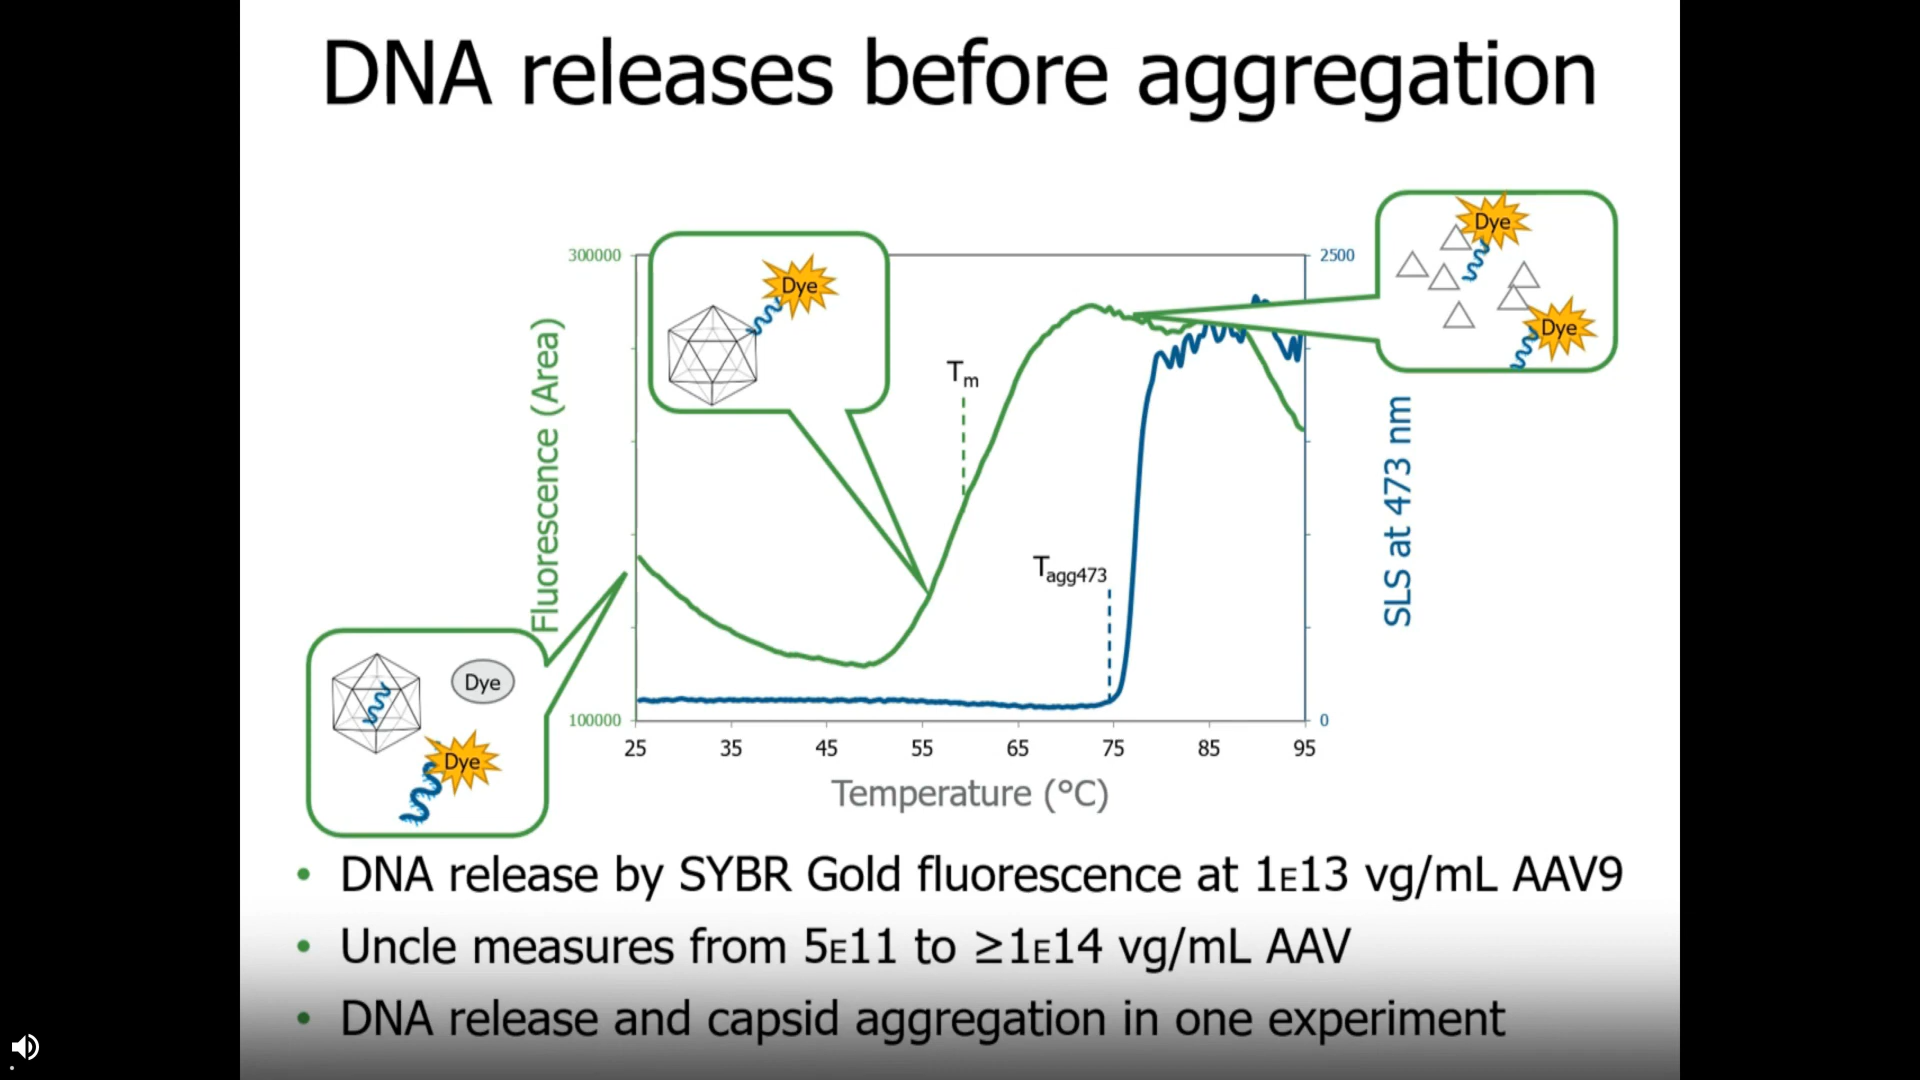 DNA releases before aggregation
300000
100000
Fluorescence (Area)
Dye
Dye
Dye
Tm
Tagg473
Dye
Dye
2500
0
SLS at 473 nm
25 35 45 55 65 75 85 95
Temperature (°C)
• DNA release by SYBR Gold fluorescence at 1E13 vg/mL AAV9
• Uncle measures from 5E11 to ≥1E14 vg/mL AAV
• DNA release and capsid aggregation in one experiment